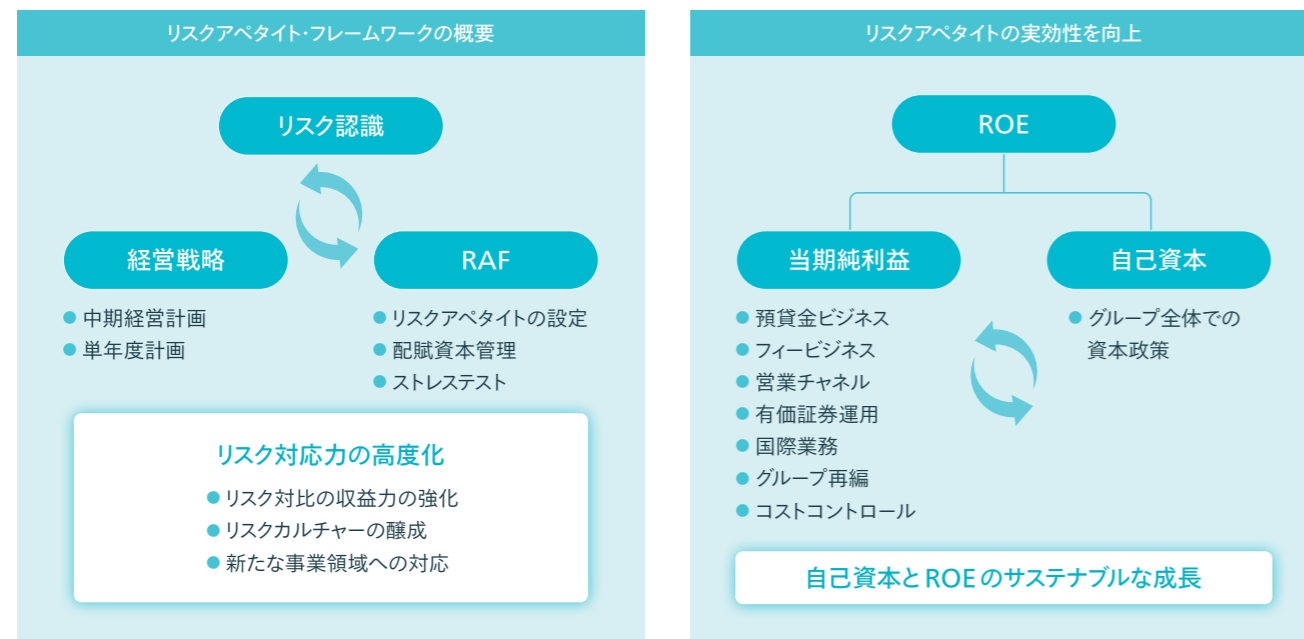 リスクアペタイト・フレームワークの概要
リスク認識
経営戦略
● 中期経営計画
● 単年度計画
RAF
● リスクアペタイトの設定
● 配賦資本管理
● ストレステスト
リスク対応力の高度化
● リスク対比の収益力の強化
● リスクカルチャーの醸成
● 新たな事業領域への対応
リスクアペタイトの実効性を向上
ROE
当期純利益
● 預貸金ビジネス
● フィービジネス
● 営業チャネル
● 有価証券運用
● 国際業務
● グループ再編
● コストコントロール
自己資本
● グループ全体での
資本政策
自己資本とROEのサステナブルな成長